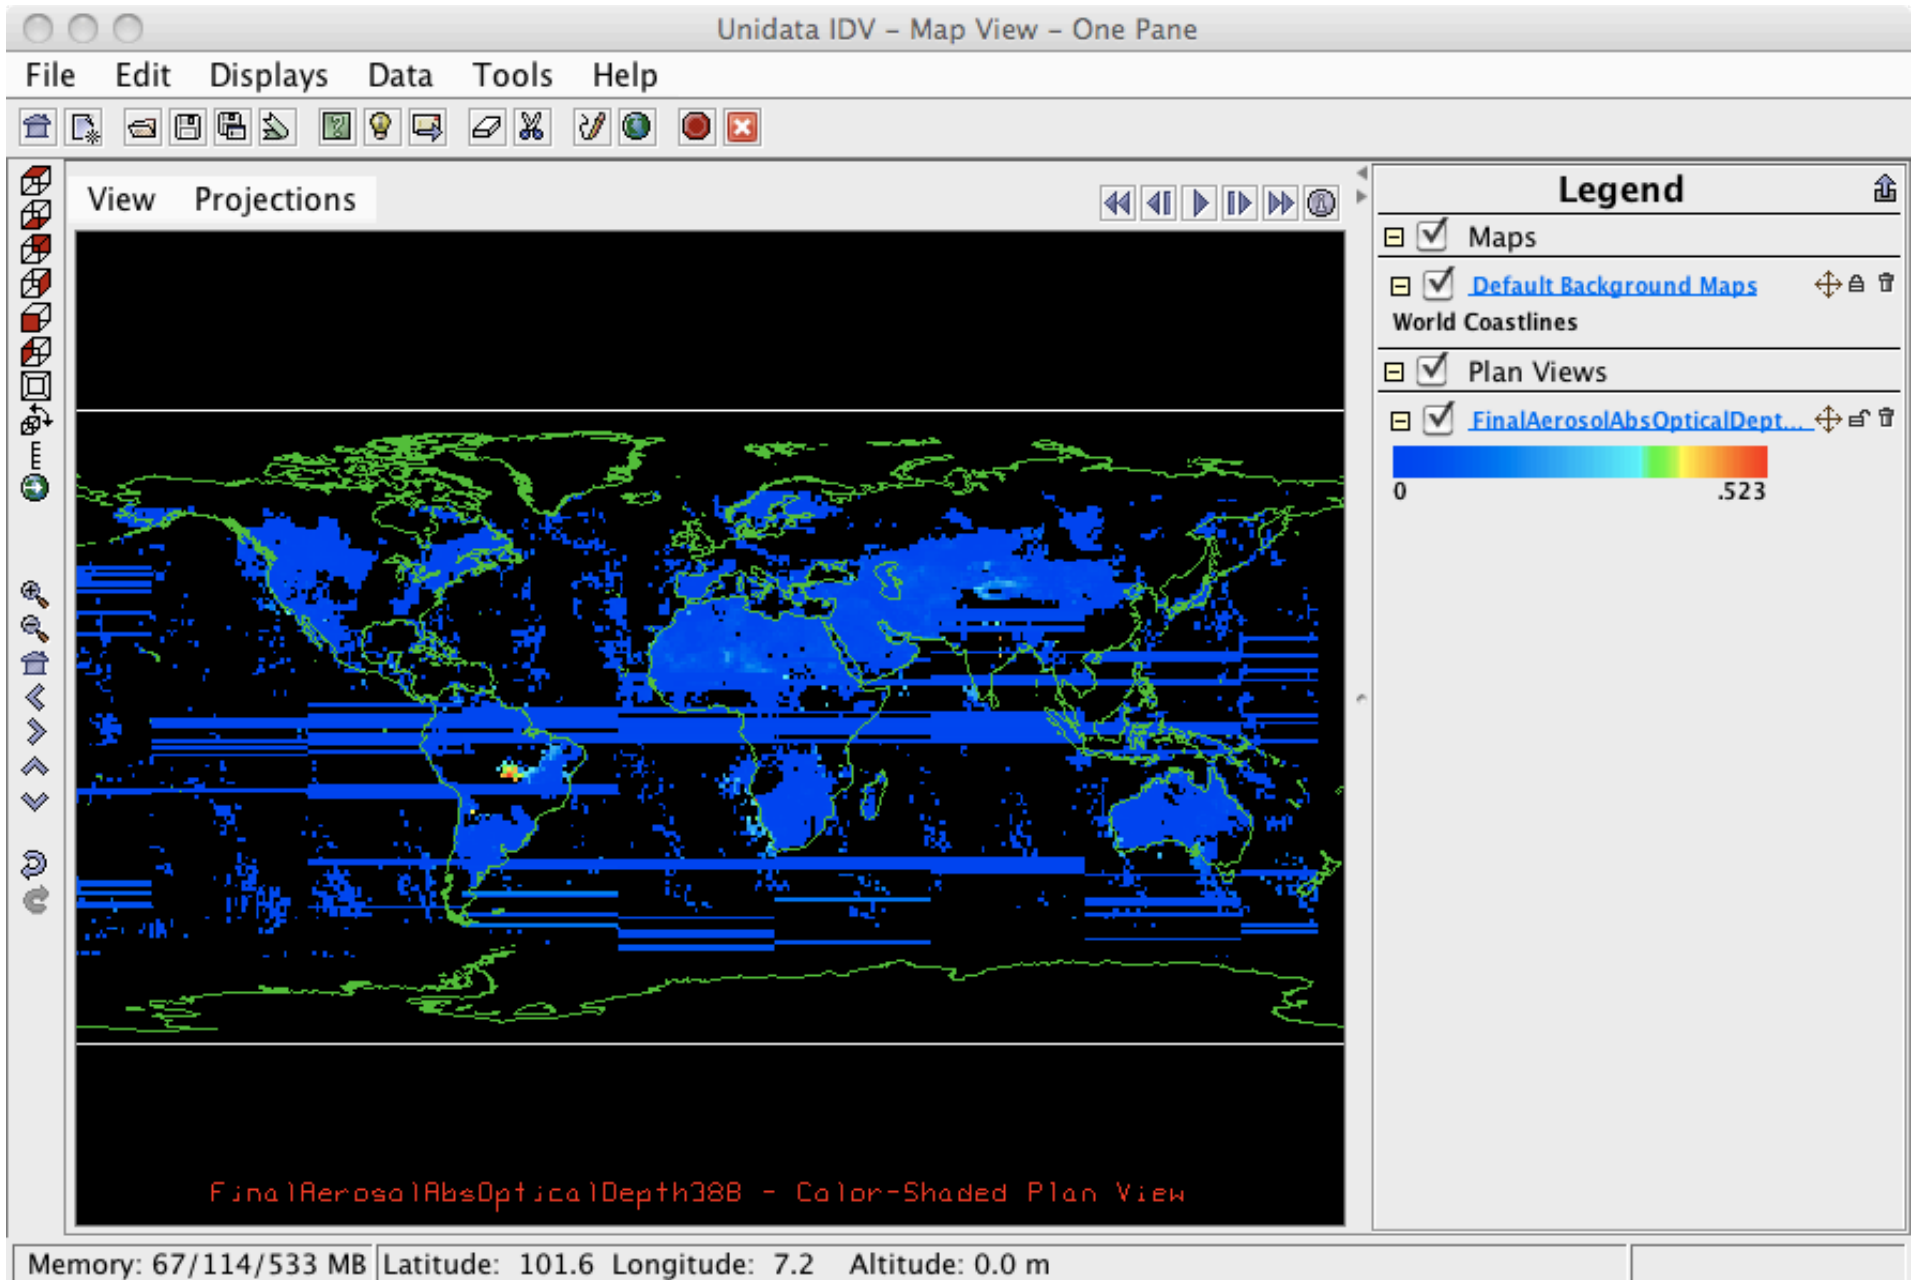 Unidata IDV – Map View – One Pane
File Edit Displays Data Tools Help
View Projections
Legend
Maps
Default Background Maps
World Coastlines
Plan Views
FinalAerosolAbsOpticalDept...
0 .523
FinalAerosolAbsOpticalDepth388 - Color-Shaded Plan View
Memory: 67/114/533 MB Latitude: 101.6 Longitude: 7.2 Altitude: 0.0 m